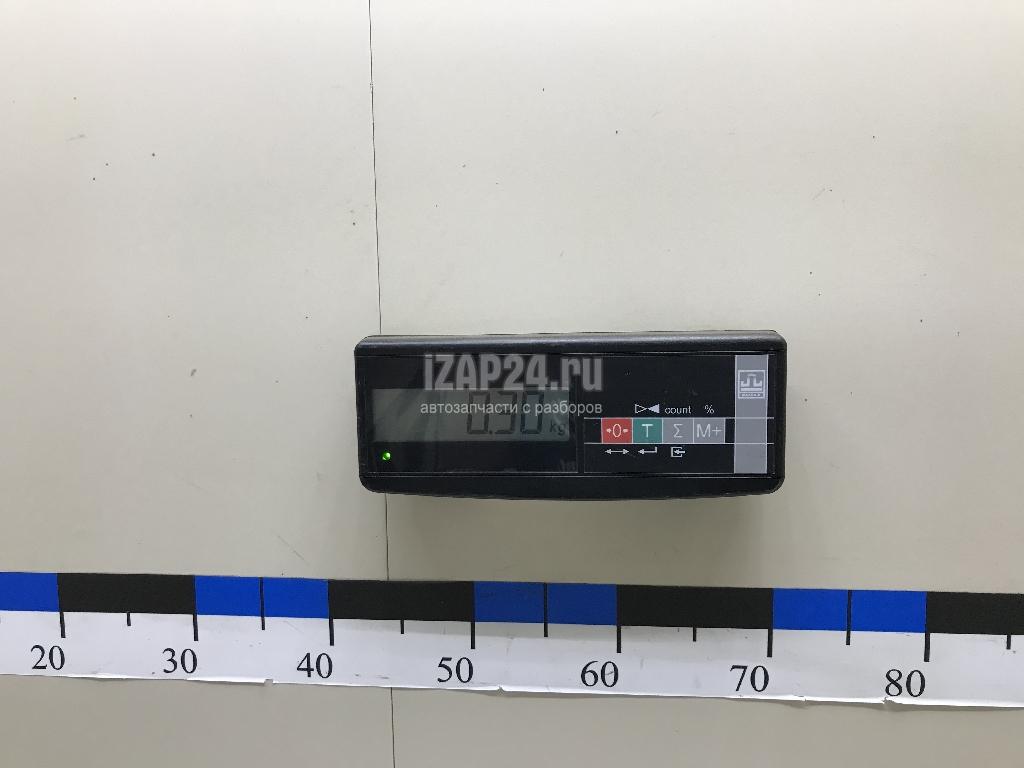 iZAP24.ru
автозапчасти с разборов
0.30 kg
count %
→0← T Σ M+
20 30 40 50 60 70 80